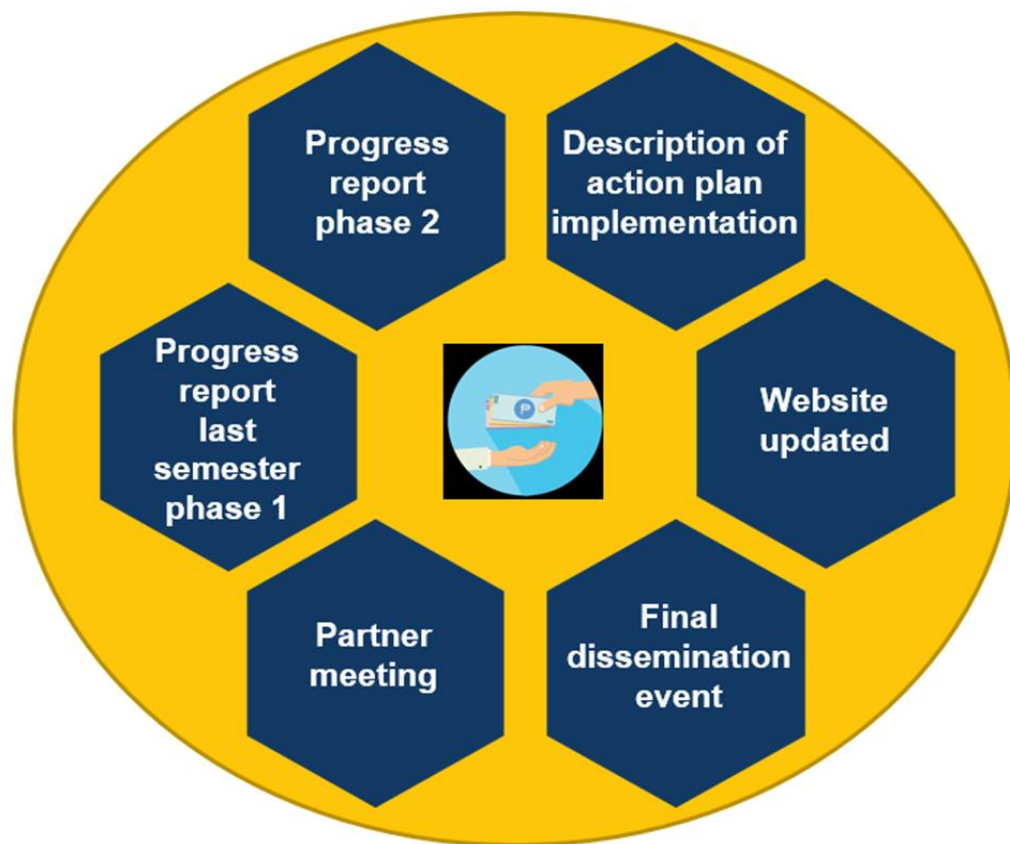 Progress
report
phase 2
Description of
action plan
implementation
Progress
report
last
semester
phase 1
Website
updated
Partner
meeting
Final
dissemination
event